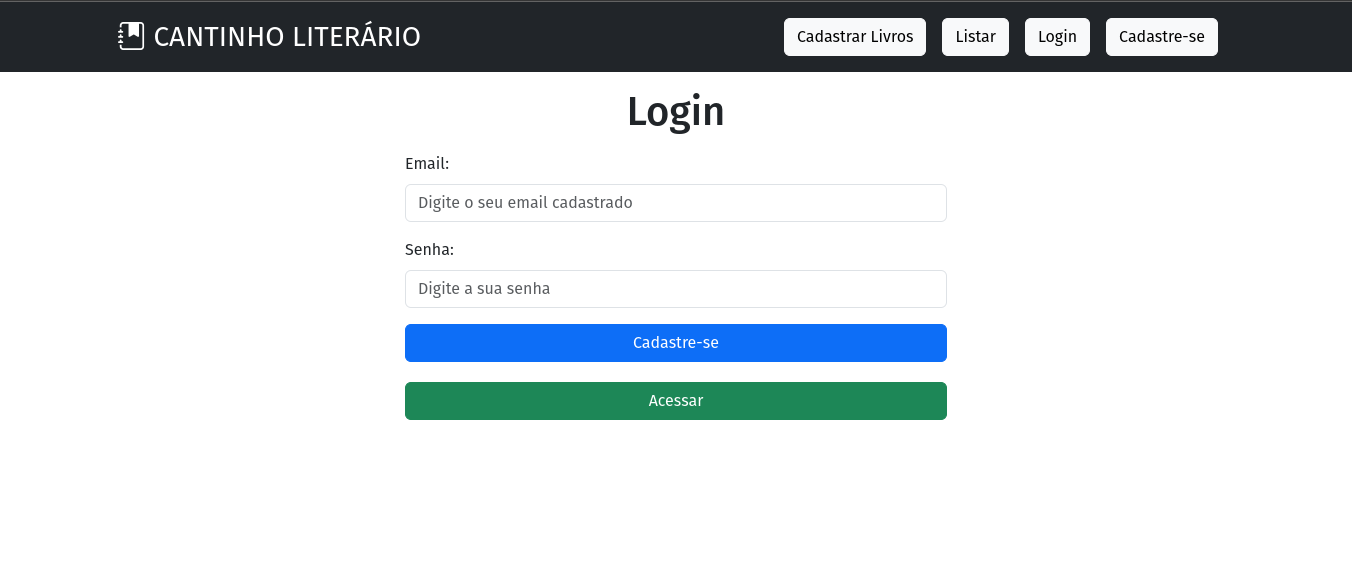 CANTINHO LITERÁRIO
Cadastrar Livros
Listar
Login
Cadastre-se
Login
Email:
Digite o seu email cadastrado
Senha:
Digite a sua senha
Cadastre-se
Acessar